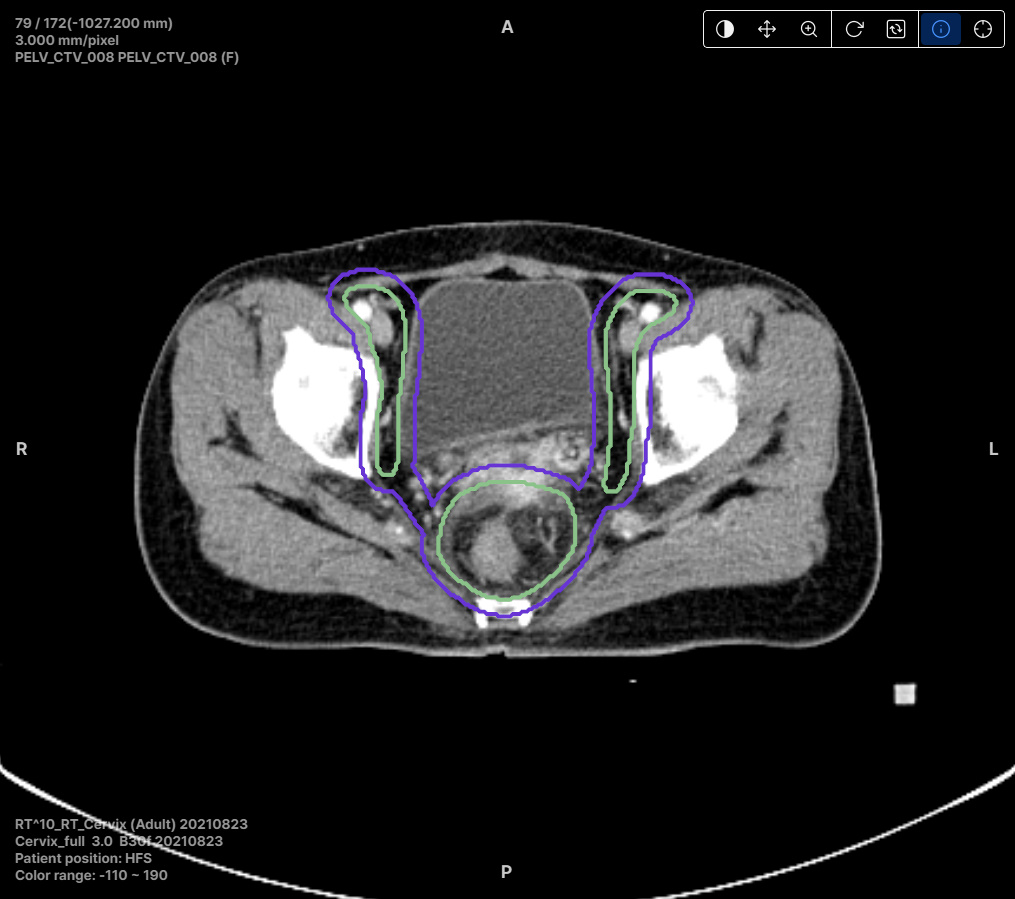 79 / 172(-1027.200 mm)
3.000 mm/pixel
PELV_CTV_008 PELV_CTV_008 (F)
A
R
L
RT^10_RT_Cervix (Adult) 20210823
Cervix_full 3.0 B30f 20210823
Patient position: HFS
Color range: -110 ~ 190
P